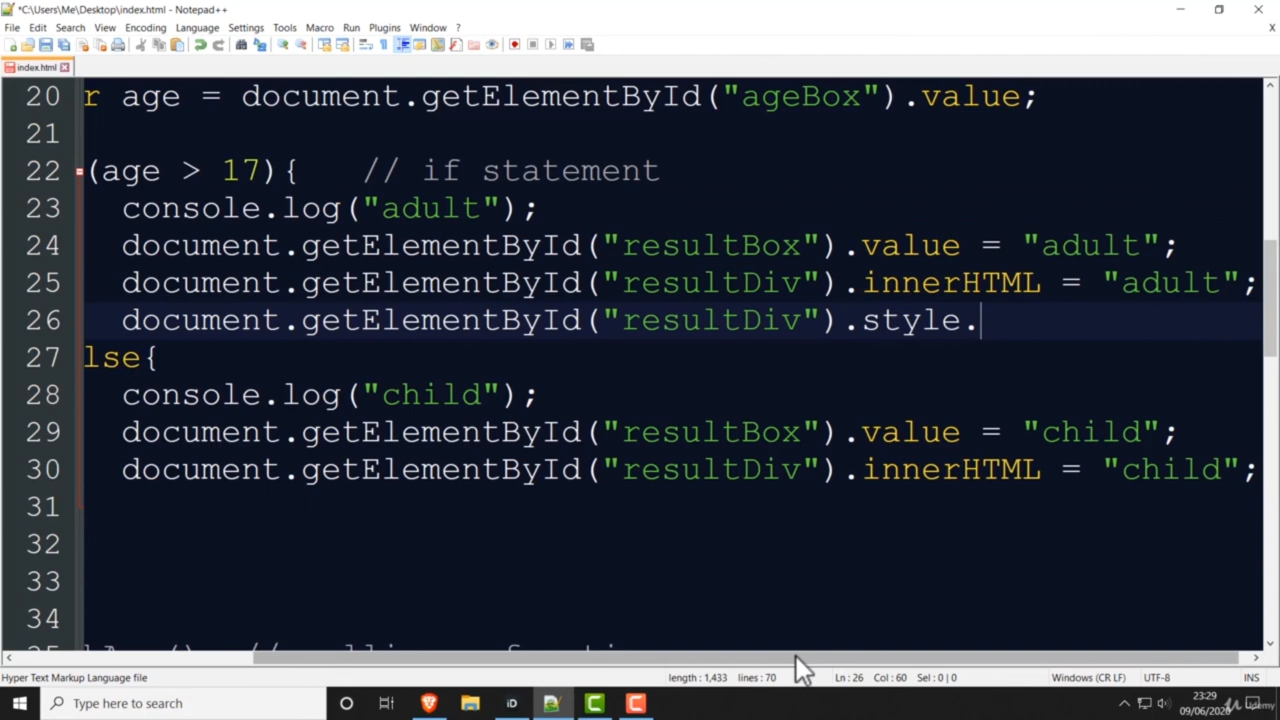 *C:\Users\Me\Desktop\index.html - Notepad++
File Edit Search View Encoding Language Settings Tools Macro Run Plugins Window ?
index.html
20 r age = document.getElementById("ageBox").value;
21
22 (age > 17){ // if statement
23 console.log("adult");
24 document.getElementById("resultBox").value = "adult";
25 document.getElementById("resultDiv").innerHTML = "adult";
26 document.getElementById("resultDiv").style.
27 lse{
28 console.log("child");
29 document.getElementById("resultBox").value = "child";
30 document.getElementById("resultDiv").innerHTML = "child";
31
32
33
34
Hyper Text Markup Language file length : 1,433 lines : 70 Ln : 26 Col : 60 Sel : 0 | 0 Windows (CR LF) UTF-8 INS
Type here to search
iD
23:29
09/06/2020
Udemy